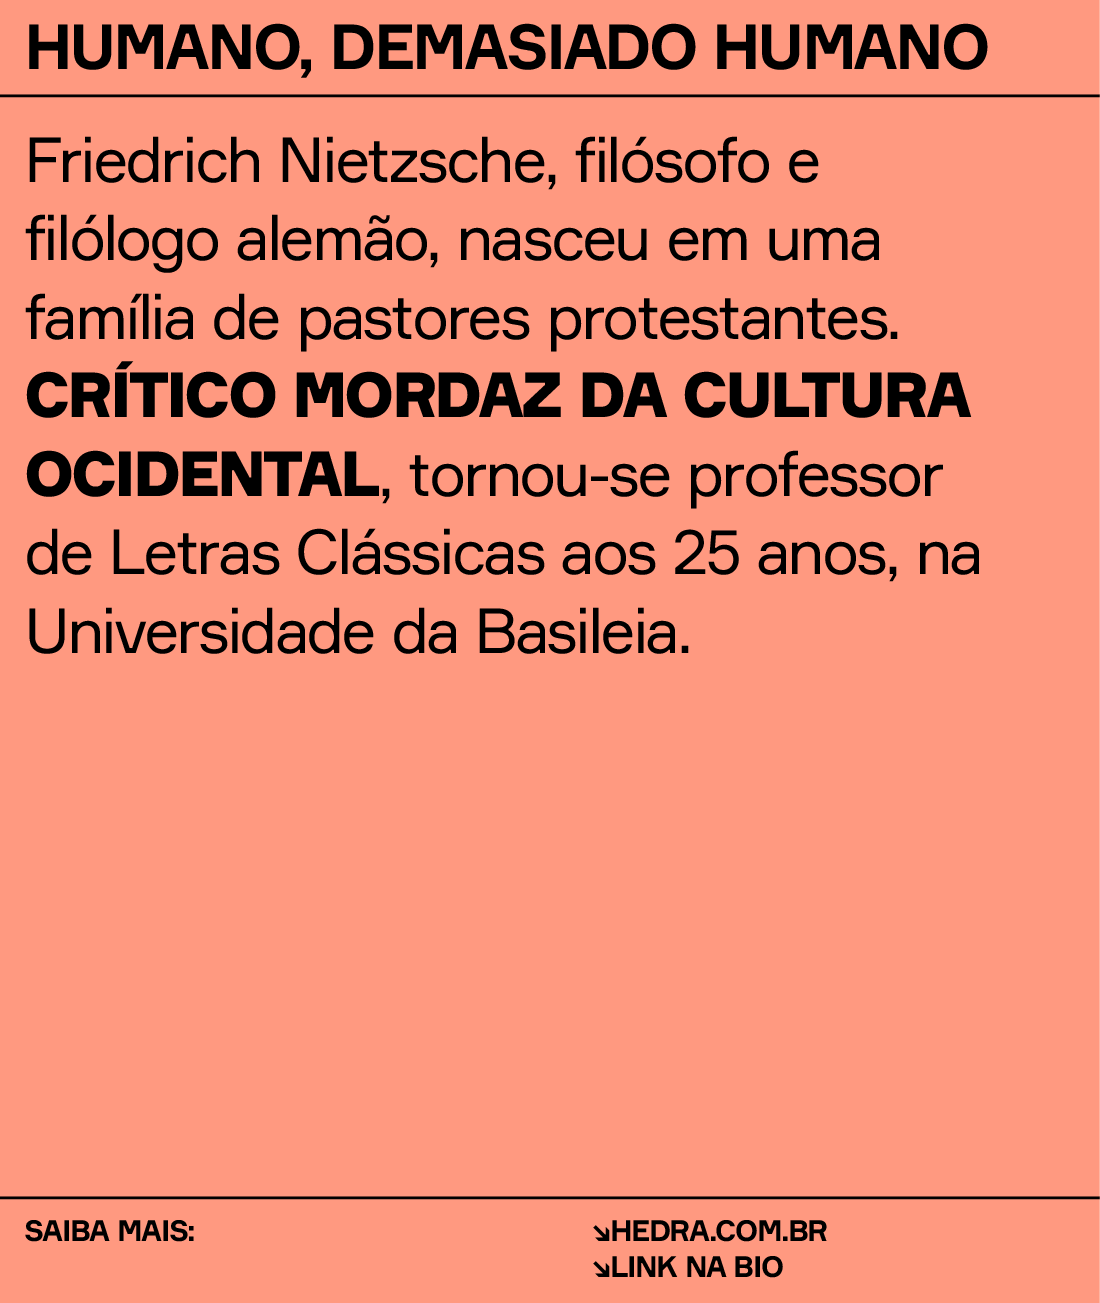 HUMANO, DEMASIADO HUMANO
Friedrich Nietzsche, filósofo e
filólogo alemão, nasceu em uma
família de pastores protestantes.
CRÍTICO MORDAZ DA CULTURA
OCIDENTAL, tornou-se professor
de Letras Clássicas aos 25 anos, na
Universidade da Basileia.
SAIBA MAIS:
↘HEDRA.COM.BR
↘LINK NA BIO